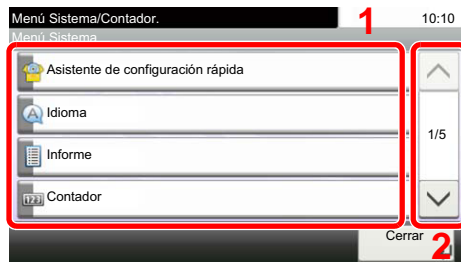 Menú Sistema/Contador.
1
10:10
Menú Sistema
Asistente de configuración rápida
Idioma
1/5
Informe
123
Contador
Cerrar
2